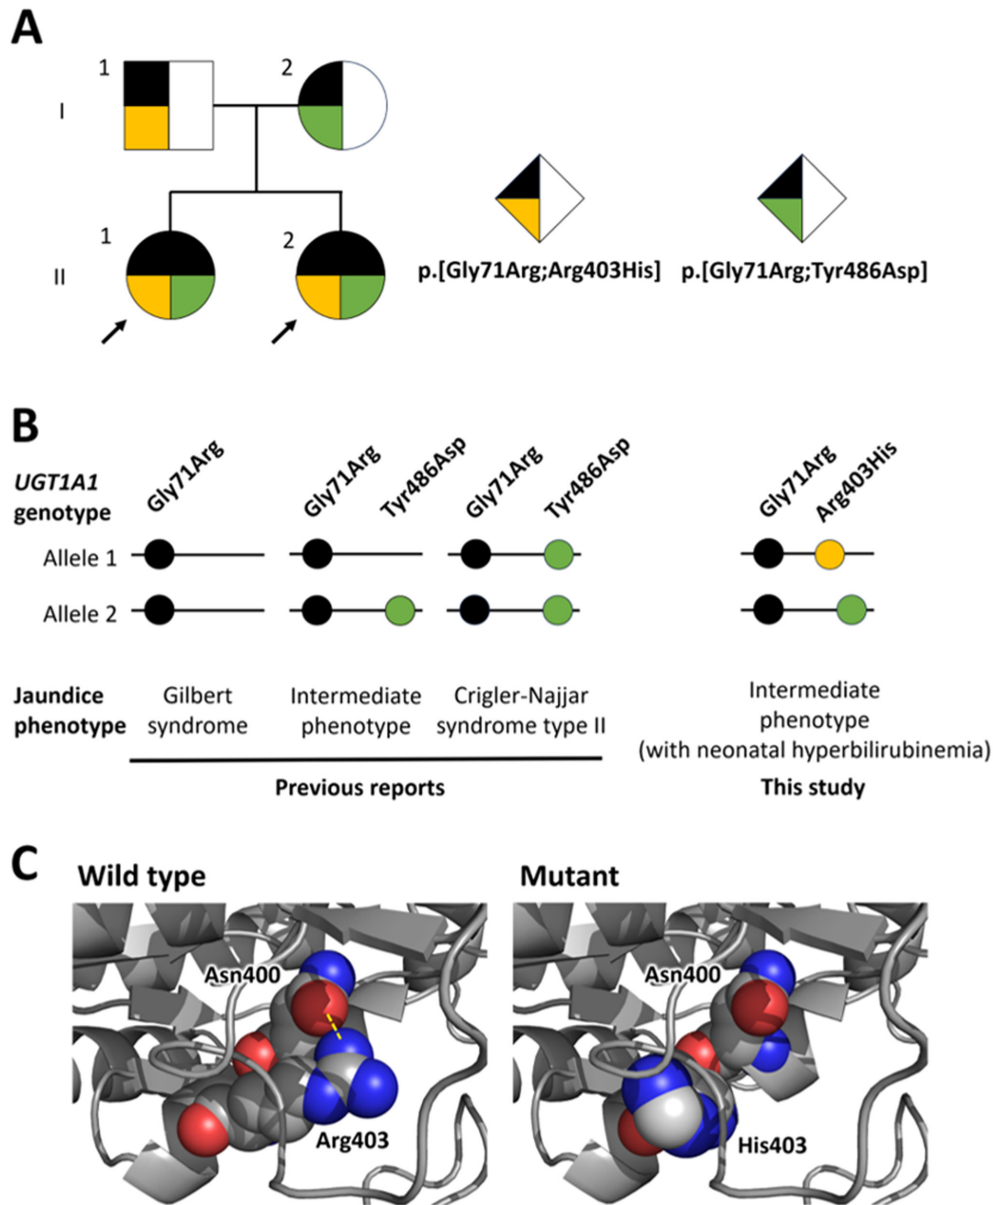 A
1
2
I
1
2
II
p.[Gly71Arg;Arg403His]
p.[Gly71Arg;Tyr486Asp]
B
UGT1A1
genotype
Gly71Arg
Gly71Arg
Tyr486Asp
Gly71Arg
Tyr486Asp
Gly71Arg
Arg403His
Allele 1
Allele 2
Jaundice
phenotype
Gilbert
syndrome
Intermediate
phenotype
Crigler-Najjar
syndrome type II
Intermediate
phenotype
(with neonatal hyperbilirubinemia)
Previous reports
This study
C
Wild type
Mutant
Asn400
Arg403
Asn400
His403